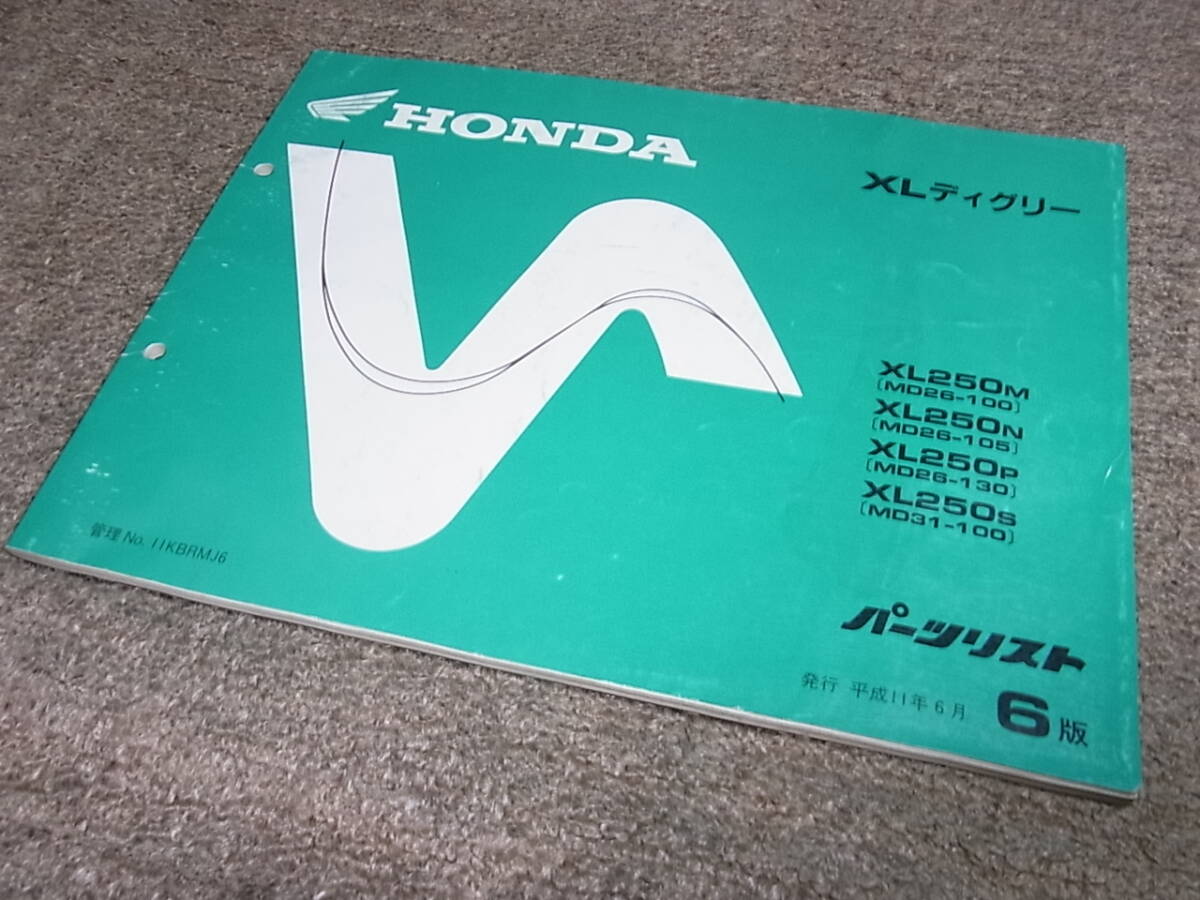 HONDA
XLディグリー
XL250M
(MD26-100)
XL250N
(MD26-105)
XL250P
(MD26-130)
XL250S
(MD31-100)
管理 No. 11KBRMJ6
パーツリスト
発行 平成11年6月 6版